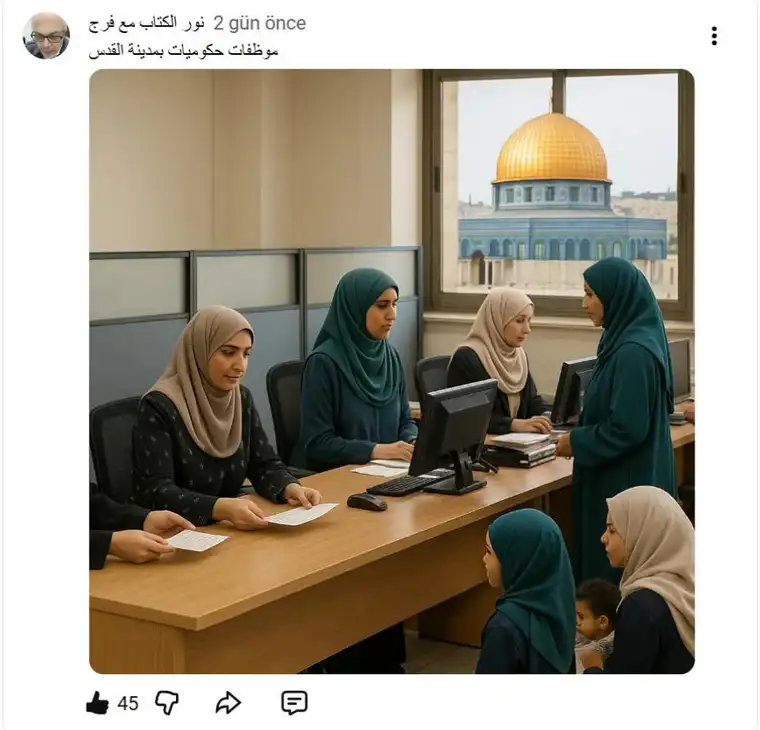 نور الكتاب مع فرج 2 gün önce
موظفات حكوميات بمدينة القدس
45